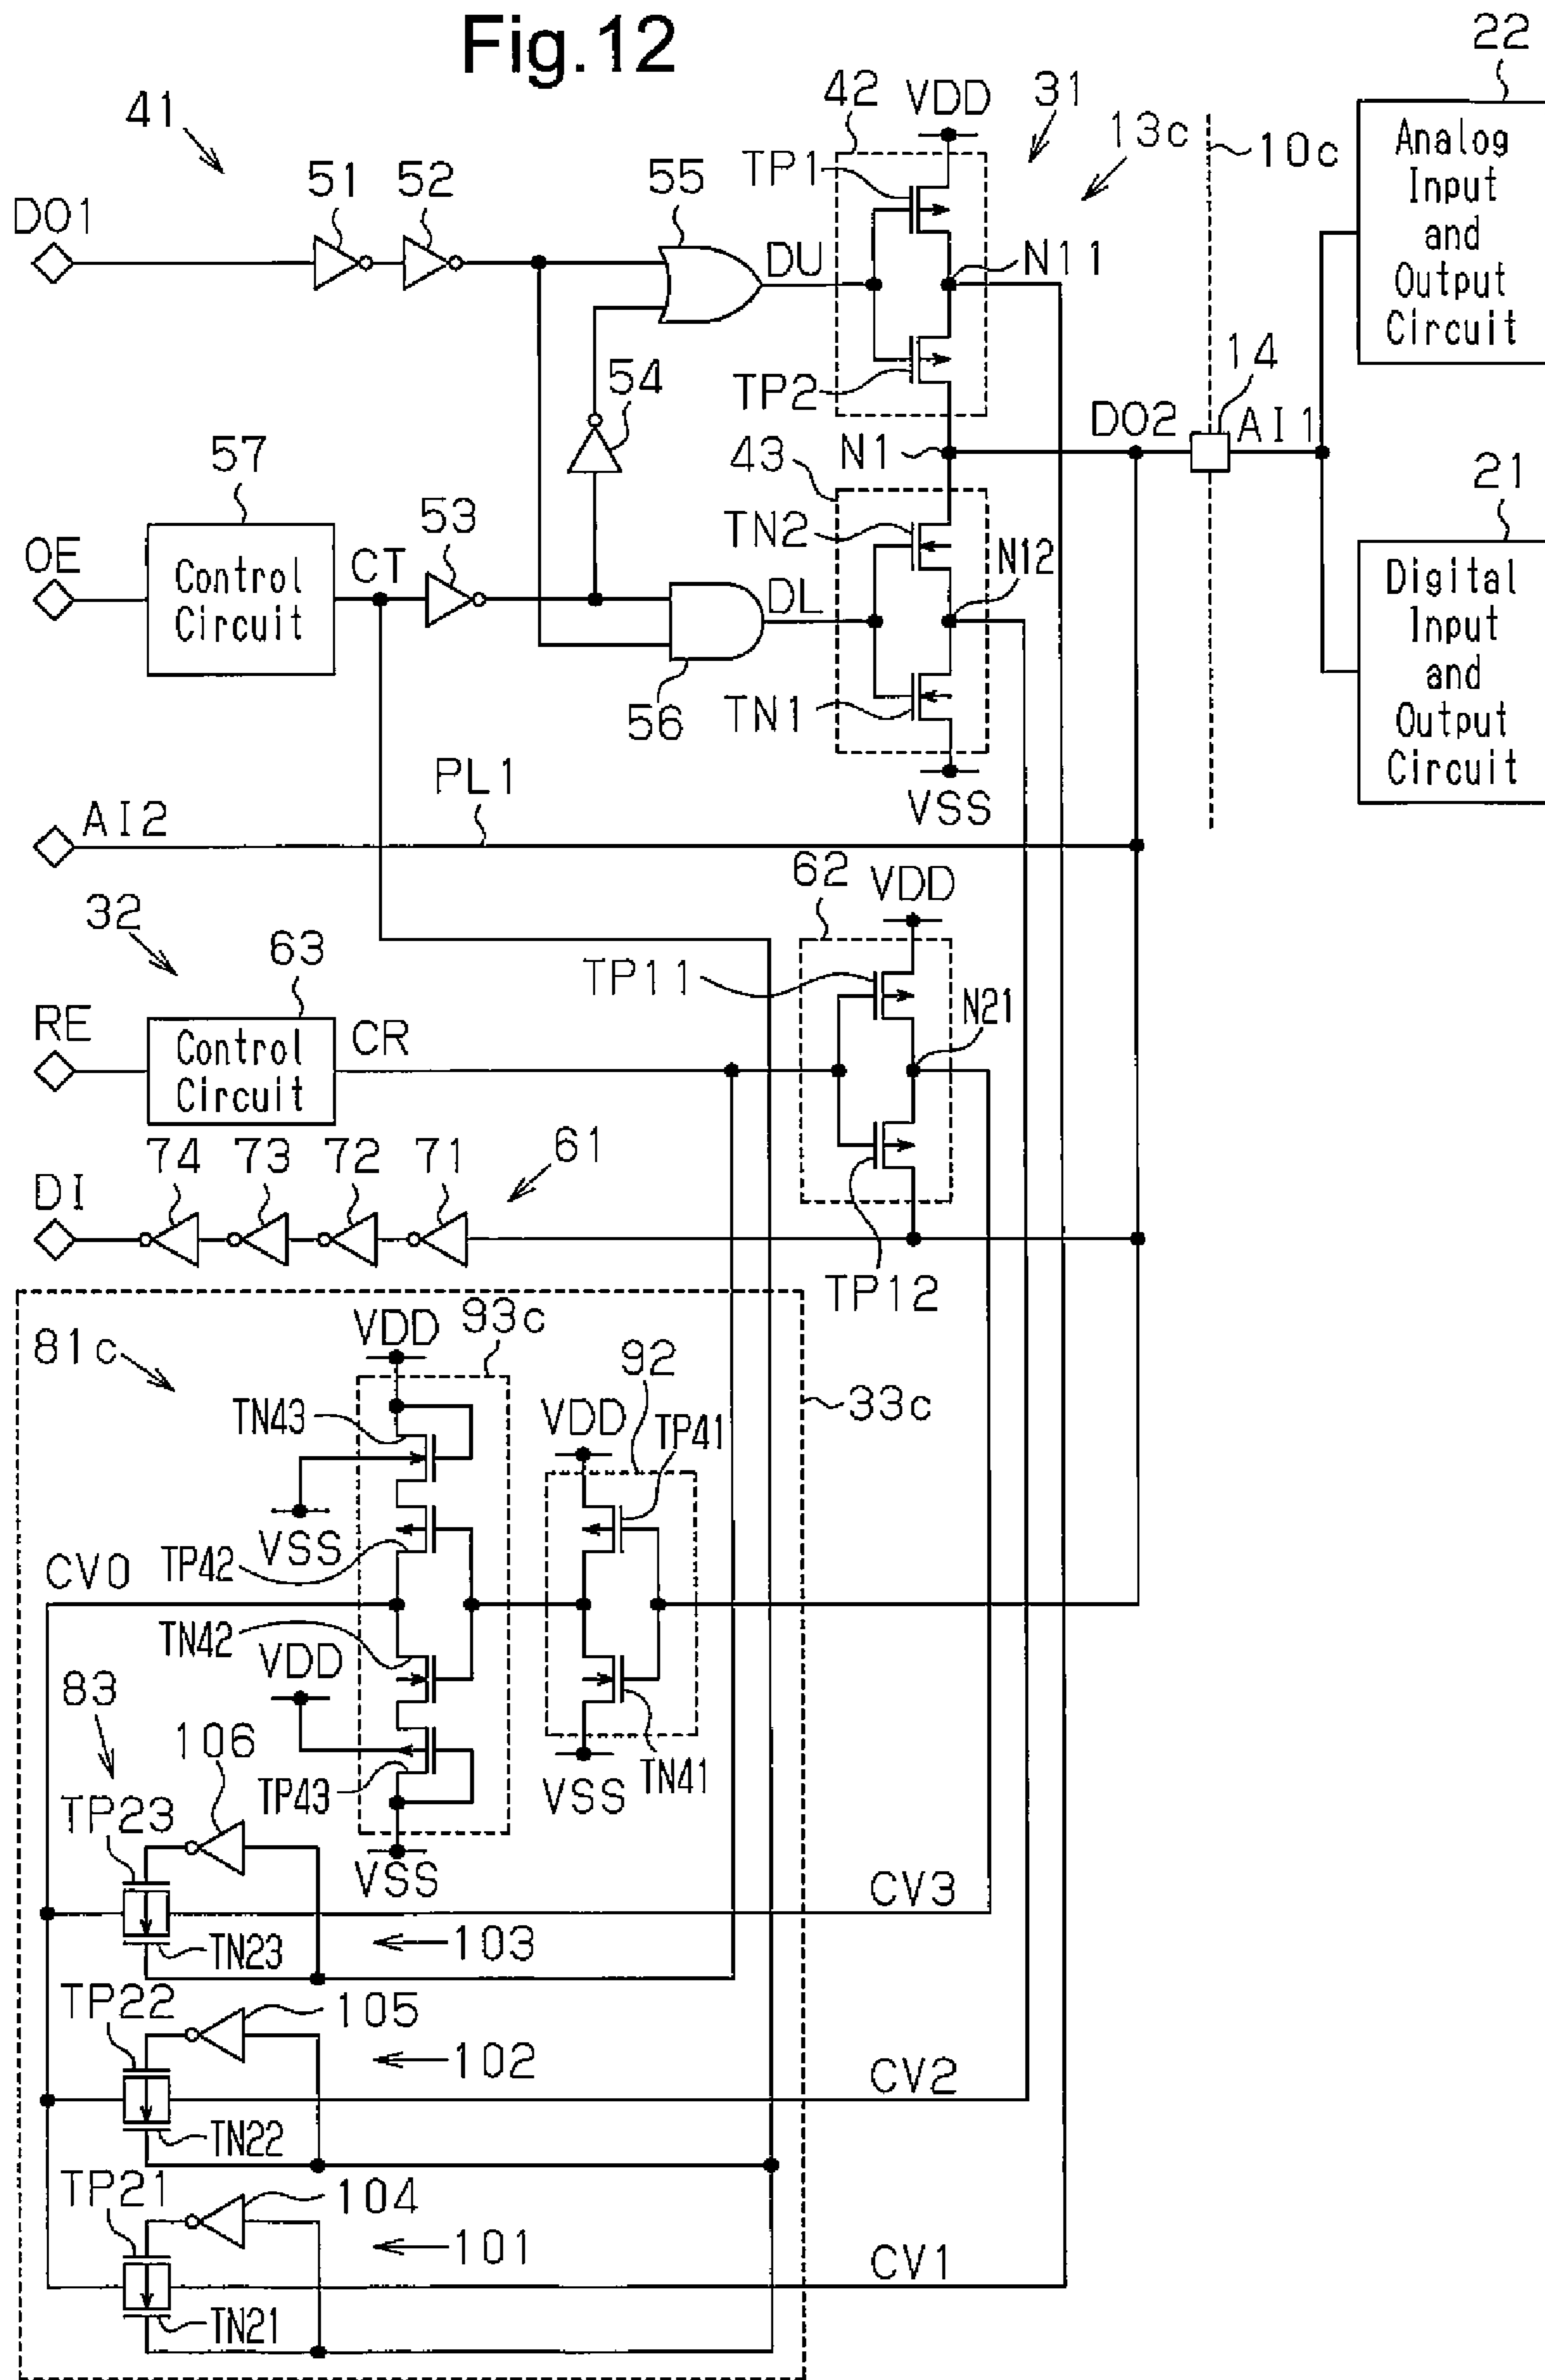 Fig.12
22
41
42
VDD
31
13c
10c
Analog
Input
and
Output
Circuit
TP1
51
52
55
DO1
DU
N11
54
TP2
14
DO2
AI1
57
43
N1
21
53
TN2
OE
Control
Circuit
CT
N12
DL
Digital
Input
and
Output
Circuit
56
TN1
PL1
VSS
AI2
62
VDD
32
63
TP11
RE
N21
Control
Circuit
CR
74
73
72
71
61
DI
TP12
93c
VDD
81c
92
33c
TN43
VDD
TP41
VSS
TP42
CV0
TN42
VDD
83
106
TP43
TN41
VSS
TP23
VSS
CV3
TN23
103
TP22
105
102
CV2
TN22
TP21
104
101
CV1
TN21